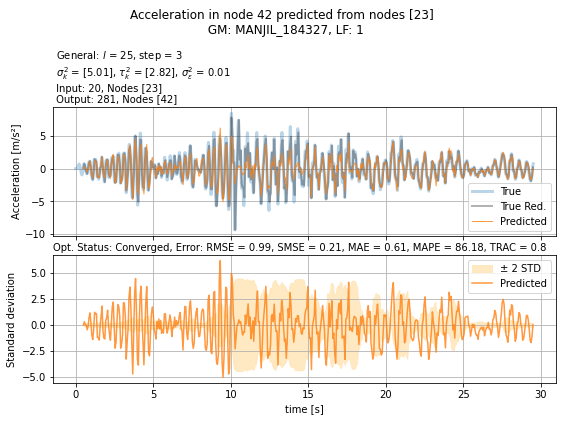 Acceleration in node 42 predicted from nodes [23]
GM: MANJIL_184327, LF: 1
General: l = 25, step = 3
σ²ₖ = [5.01], τ²ₖ = [2.82], σ²ε = 0.01
Input: 20, Nodes [23]
Output: 281, Nodes [42]
Acceleration [m/s²]
5
0
−5
−10
True
True Red.
Predicted
Opt. Status: Converged, Error: RMSE = 0.99, SMSE = 0.21, MAE = 0.61, MAPE = 86.18, TRAC = 0.8
Standard deviation
5.0
2.5
0.0
−2.5
−5.0
± 2 STD
Predicted
0 5 10 15 20 25 30
time [s]